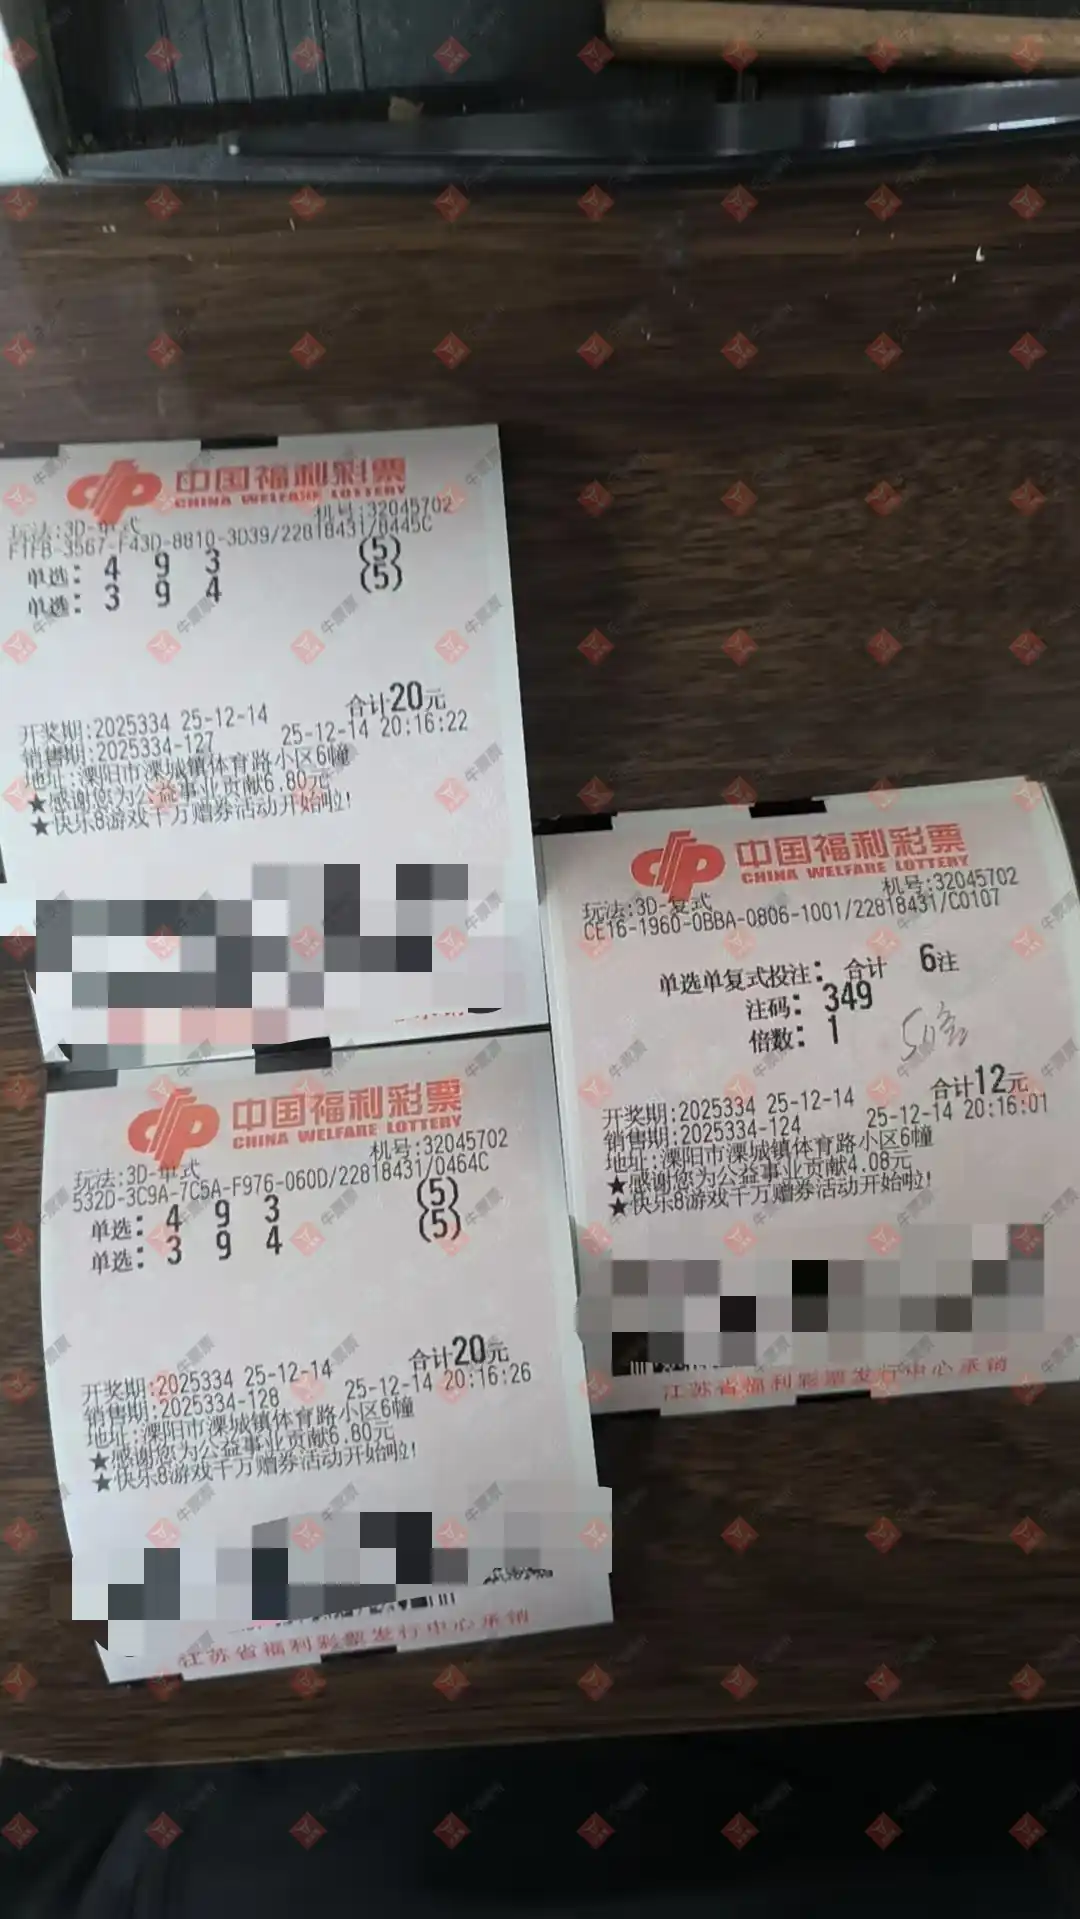 中国福利彩票
CHINA WELFARE LOTTERY
玩法:3D-单式 机号:32045702
F1FB-3567-F43D-8810-3D39/22818431/8445C
单选: 4 9 3 (5)
单选: 3 9 4 (5)
合计20元
开奖期:2025334 25-12-14
销售期:2025334-127 25-12-14 20:16:22
地址:溧阳市溧城镇体育路小区6幢
★感谢您为公益事业贡献6.80元
★快乐8游戏千万赠券活动开始啦!
中国福利彩票
CHINA WELFARE LOTTERY
玩法:3D-单式 机号:32045702
532D-3C9A-7C5A-F976-060D/22818431/0464C
单选: 4 9 3 (5)
单选: 3 9 4 (5)
合计20元
开奖期:2025334 25-12-14
销售期:2025334-128 25-12-14 20:16:26
地址:溧阳市溧城镇体育路小区6幢
★感谢您为公益事业贡献6.80元
★快乐8游戏千万赠券活动开始啦!
江苏省福利彩票发行中心承销
中国福利彩票
CHINA WELFARE LOTTERY
玩法:3D-复式 机号:32045702
CE16-1960-0BBA-0806-1001/22818431/C0107
单选单复式投注: 合计 6注
注码: 349
倍数: 1
合计12元
开奖期:2025334 25-12-14
销售期:2025334-124 25-12-14 20:16:01
地址:溧阳市溧城镇体育路小区6幢
★感谢您为公益事业贡献4.08元
★快乐8游戏千万赠券活动开始啦!
江苏省福利彩票发行中心承销
牛票票